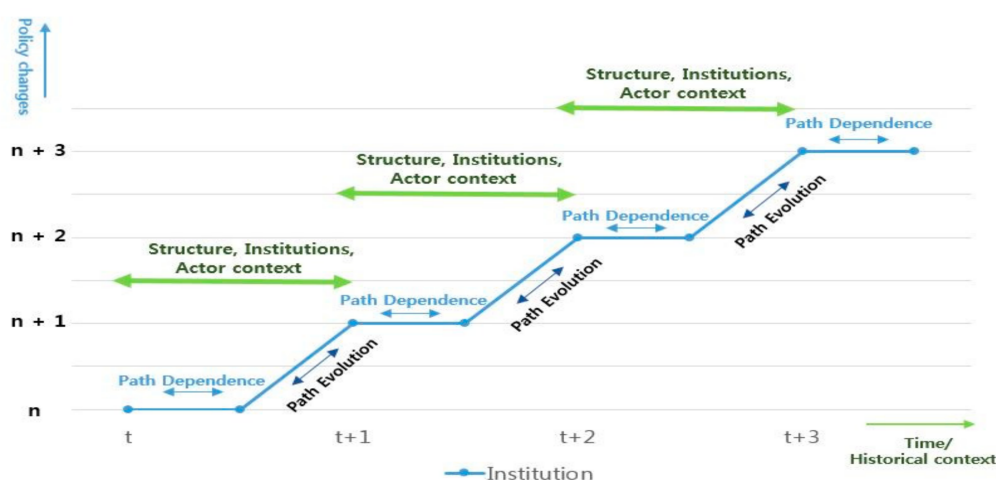 Policy changes
Structure, Institutions,
Actor context
Path Dependence
n + 3
Structure, Institutions,
Actor context
Path Evolution
Path Dependence
n + 2
Structure, Institutions,
Actor context
Path Evolution
Path Dependence
n + 1
Path Evolution
Path Dependence
n
t
t+1
t+2
t+3
Time/
Historical context
Institution